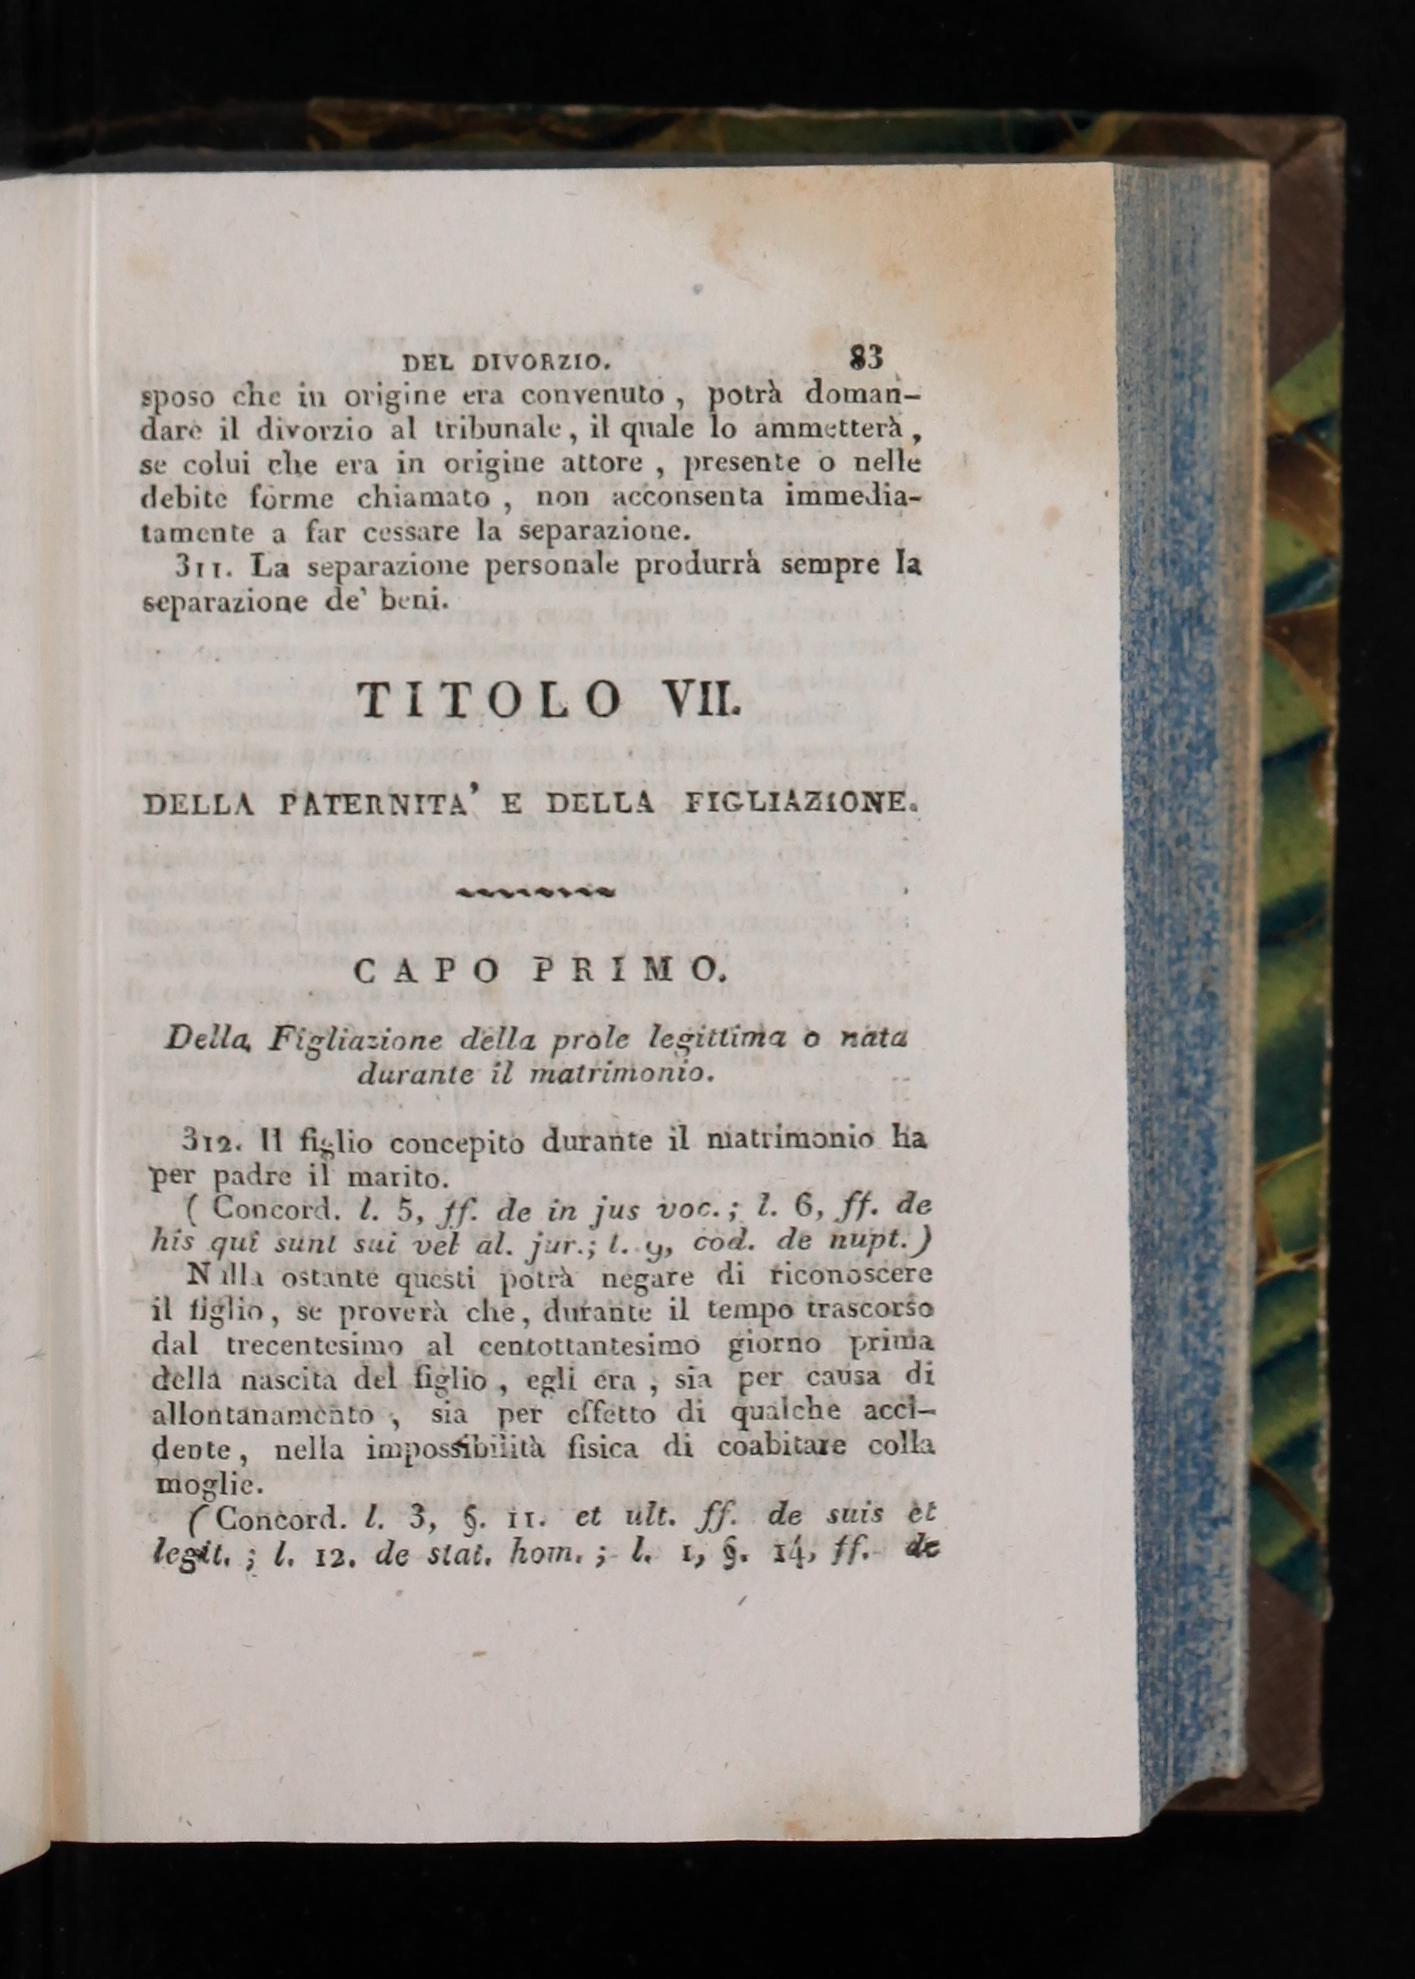 DEL DIVORZIO. 83
sposo che in origine era convenuto , potrà doman-
dare il divorzio al tribunale, il quale lo ammetterà ,
se colui che era in origine attore , presente o nelle
debite forme chiamato , non acconsenta immedia-
tamente a far cessare la separazione.
311. La separazione personale produrrà sempre la
separazione de' beni.
TITOLO VII.
DELLA PATERNITA' E DELLA FIGLIAZIONE.
CAPO PRIMO.
Della Figliazione della prole legittima o nata
durante il matrimonio.
312. Il figlio concepito durante il matrimonio ha
per padre il marito.
( Concord. l. 5, ff. de in jus voc. ; l. 6, ff. de
his qui sunt sui vel al. jur.; l. 9, cod. de nupt. )
Nulla ostante questi potrà negare di riconoscere
il figlio, se proverà che, durante il tempo trascorso
dal trecentesimo al centottantesimo giorno prima
della nascita del figlio , egli era , sia per causa di
allontanamento , sia per effetto di qualche acci-
dente, nella impossibilità fisica di coabitare colla
moglie.
( Concord. l. 3, §. 11. et ult. ff. de suis et
legit. ; l. 12. de stat. hom. ; l. 1, §. 14, ff. de